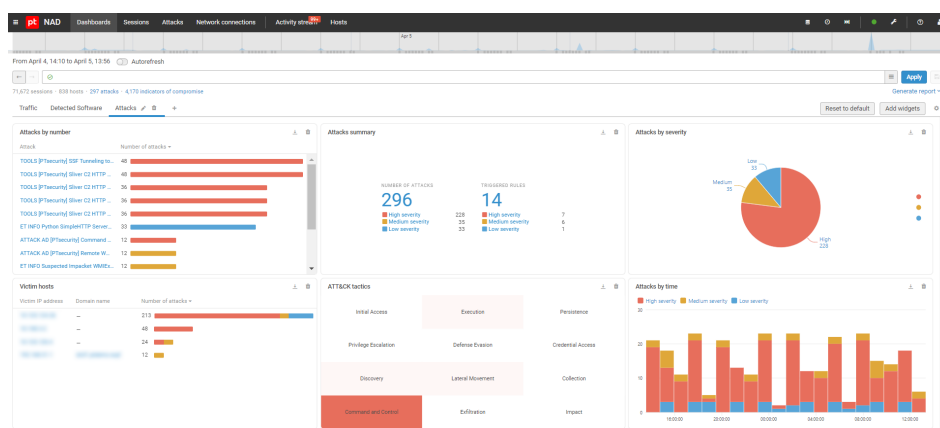 pt NAD Dashboards Sessions Attacks Network connections Activity stream 99+ Hosts
Apr 5
From April 4, 14:10 to April 5, 13:56 Autorefresh
Apply
71,672 sessions · 838 hosts · 297 attacks · 4,170 indicators of compromise
Generate report
Traffic Detected Software Attacks +
Reset to default Add widgets
Attacks by number
Attack Number of attacks
TOOLS [PTsecurity] SSF Tunneling to... 48
TOOLS [PTsecurity] Sliver C2 HTTP ... 48
TOOLS [PTsecurity] Sliver C2 HTTP ... 36
TOOLS [PTsecurity] Sliver C2 HTTP ... 36
TOOLS [PTsecurity] Sliver C2 HTTP ... 36
ET INFO Python SimpleHTTP Server... 33
ATTACK AD [PTsecurity] Command ... 12
ATTACK AD [PTsecurity] Remote W... 12
ET INFO Suspected Impacket WMIEx... 12
Attacks summary
NUMBER OF ATTACKS
296
High severity 228
Medium severity 35
Low severity 33
TRIGGERED RULES
14
High severity 7
Medium severity 6
Low severity 1
Attacks by severity
Low
33
Medium
35
High
228
Victim hosts
Victim IP address Domain name Number of attacks
– 213
– 48
– 24
12
ATT&CK tactics
Initial Access Execution Persistence
Privilege Escalation Defense Evasion Credential Access
Discovery Lateral Movement Collection
Command and Control Exfiltration Impact
Attacks by time
High severity Medium severity Low severity
30
20
10
0
16:00:00 20:00:00 00:00:00 04:00:00 08:00:00 12:00:00